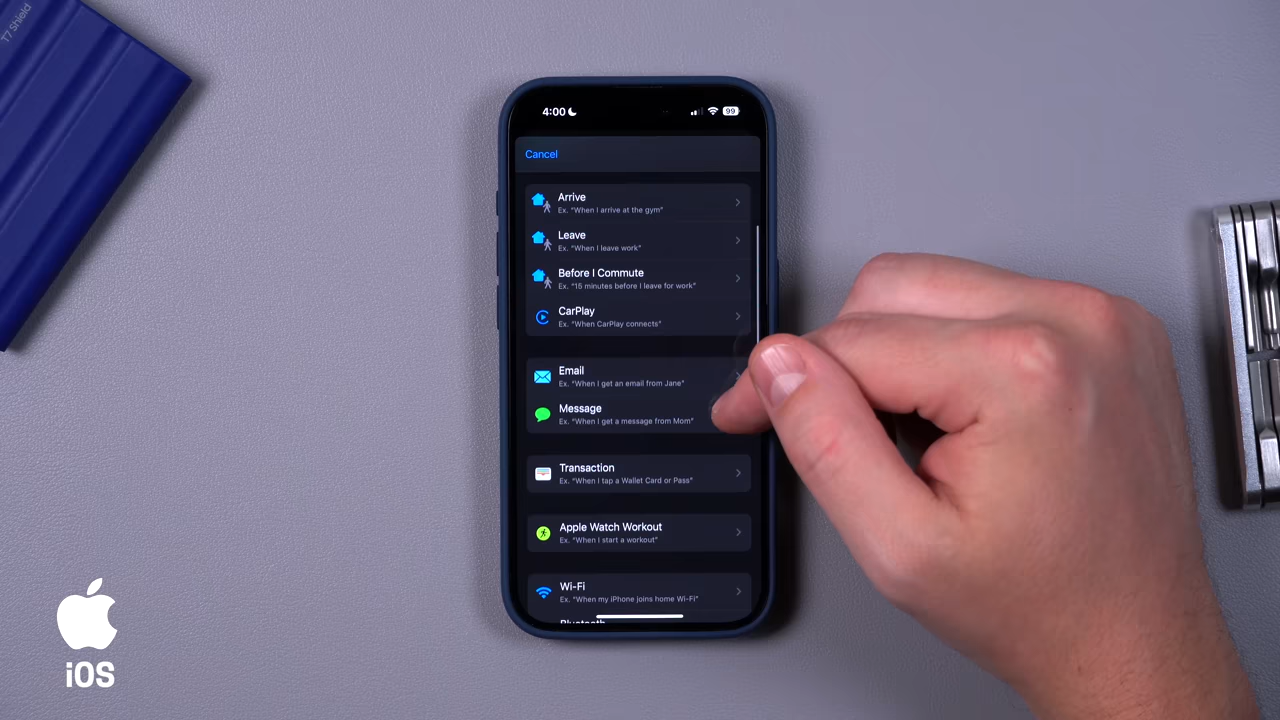 T7 Shield
4:00
99
Cancel
Arrive
Ex. "When I arrive at the gym"
Leave
Ex. "When I leave work"
Before I Commute
Ex. "15 minutes before I leave for work"
CarPlay
Ex. "When CarPlay connects"
Email
Ex. "When I get an email from Jane"
Message
Ex. "When I get a message from Mom"
Transaction
Ex. "When I tap a Wallet Card or Pass"
Apple Watch Workout
Ex. "When I start a workout"
Wi-Fi
Ex. "When my iPhone joins home Wi-Fi"
Bluetooth
iOS